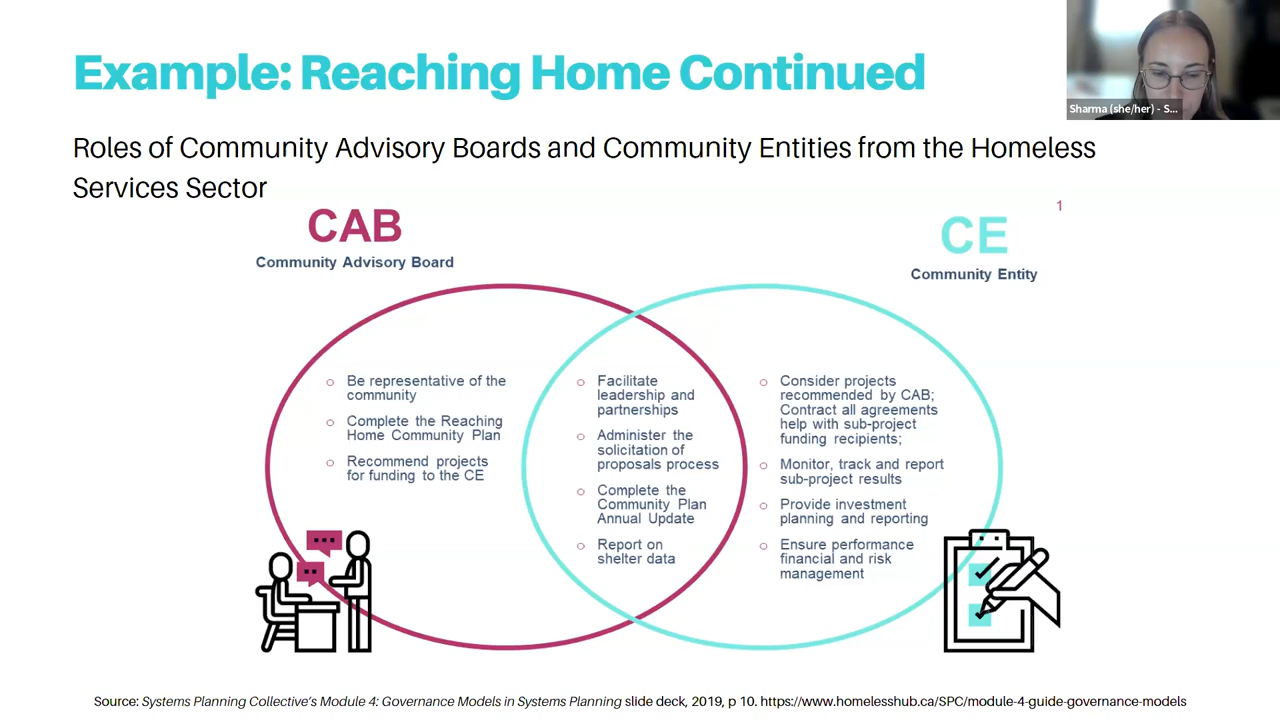 Example: Reaching Home Continued
Sharma (she/her) - S...
Roles of Community Advisory Boards and Community Entities from the Homeless
Services Sector
1
CAB
Community Advisory Board
CE
Community Entity
Be representative of the
community
Complete the Reaching
Home Community Plan
Recommend projects
for funding to the CE
Facilitate
leadership and
partnerships
Administer the
solicitation of
proposals process
Complete the
Community Plan
Annual Update
Report on
shelter data
Consider projects
recommended by CAB;
Contract all agreements
help with sub-project
funding recipients;
Monitor, track and report
sub-project results
Provide investment
planning and reporting
Ensure performance
financial and risk
management
Source: Systems Planning Collective's Module 4: Governance Models in Systems Planning slide deck, 2019, p 10. https://www.homelesshub.ca/SPC/module-4-guide-governance-models